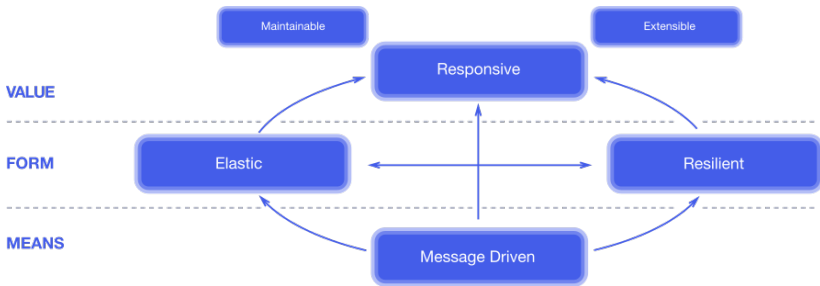 Maintainable
Extensible
Responsive
VALUE
FORM
Elastic
Resilient
MEANS
Message Driven